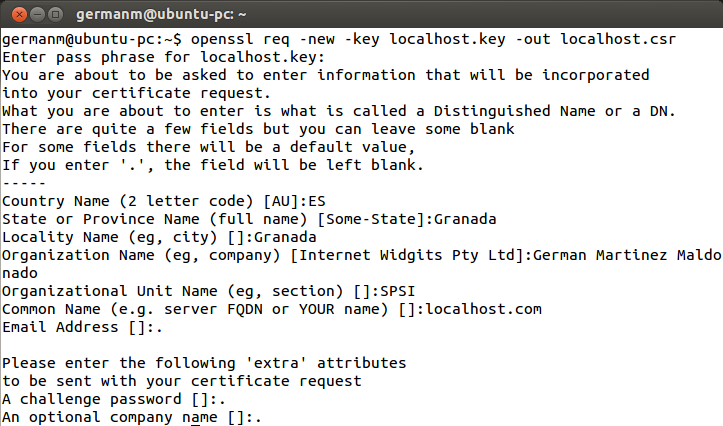 germanm@ubuntu-pc: ~
germanm@ubuntu-pc:~$ openssl req -new -key localhost.key -out localhost.csr
Enter pass phrase for localhost.key:
You are about to be asked to enter information that will be incorporated
into your certificate request.
What you are about to enter is what is called a Distinguished Name or a DN.
There are quite a few fields but you can leave some blank
For some fields there will be a default value,
If you enter '.', the field will be left blank.
-----
Country Name (2 letter code) [AU]:ES
State or Province Name (full name) [Some-State]:Granada
Locality Name (eg, city) []:Granada
Organization Name (eg, company) [Internet Widgits Pty Ltd]:German Martinez Maldo
nado
Organizational Unit Name (eg, section) []:SPSI
Common Name (e.g. server FQDN or YOUR name) []:localhost.com
Email Address []:.

Please enter the following 'extra' attributes
to be sent with your certificate request
A challenge password []:.
An optional company name []:.